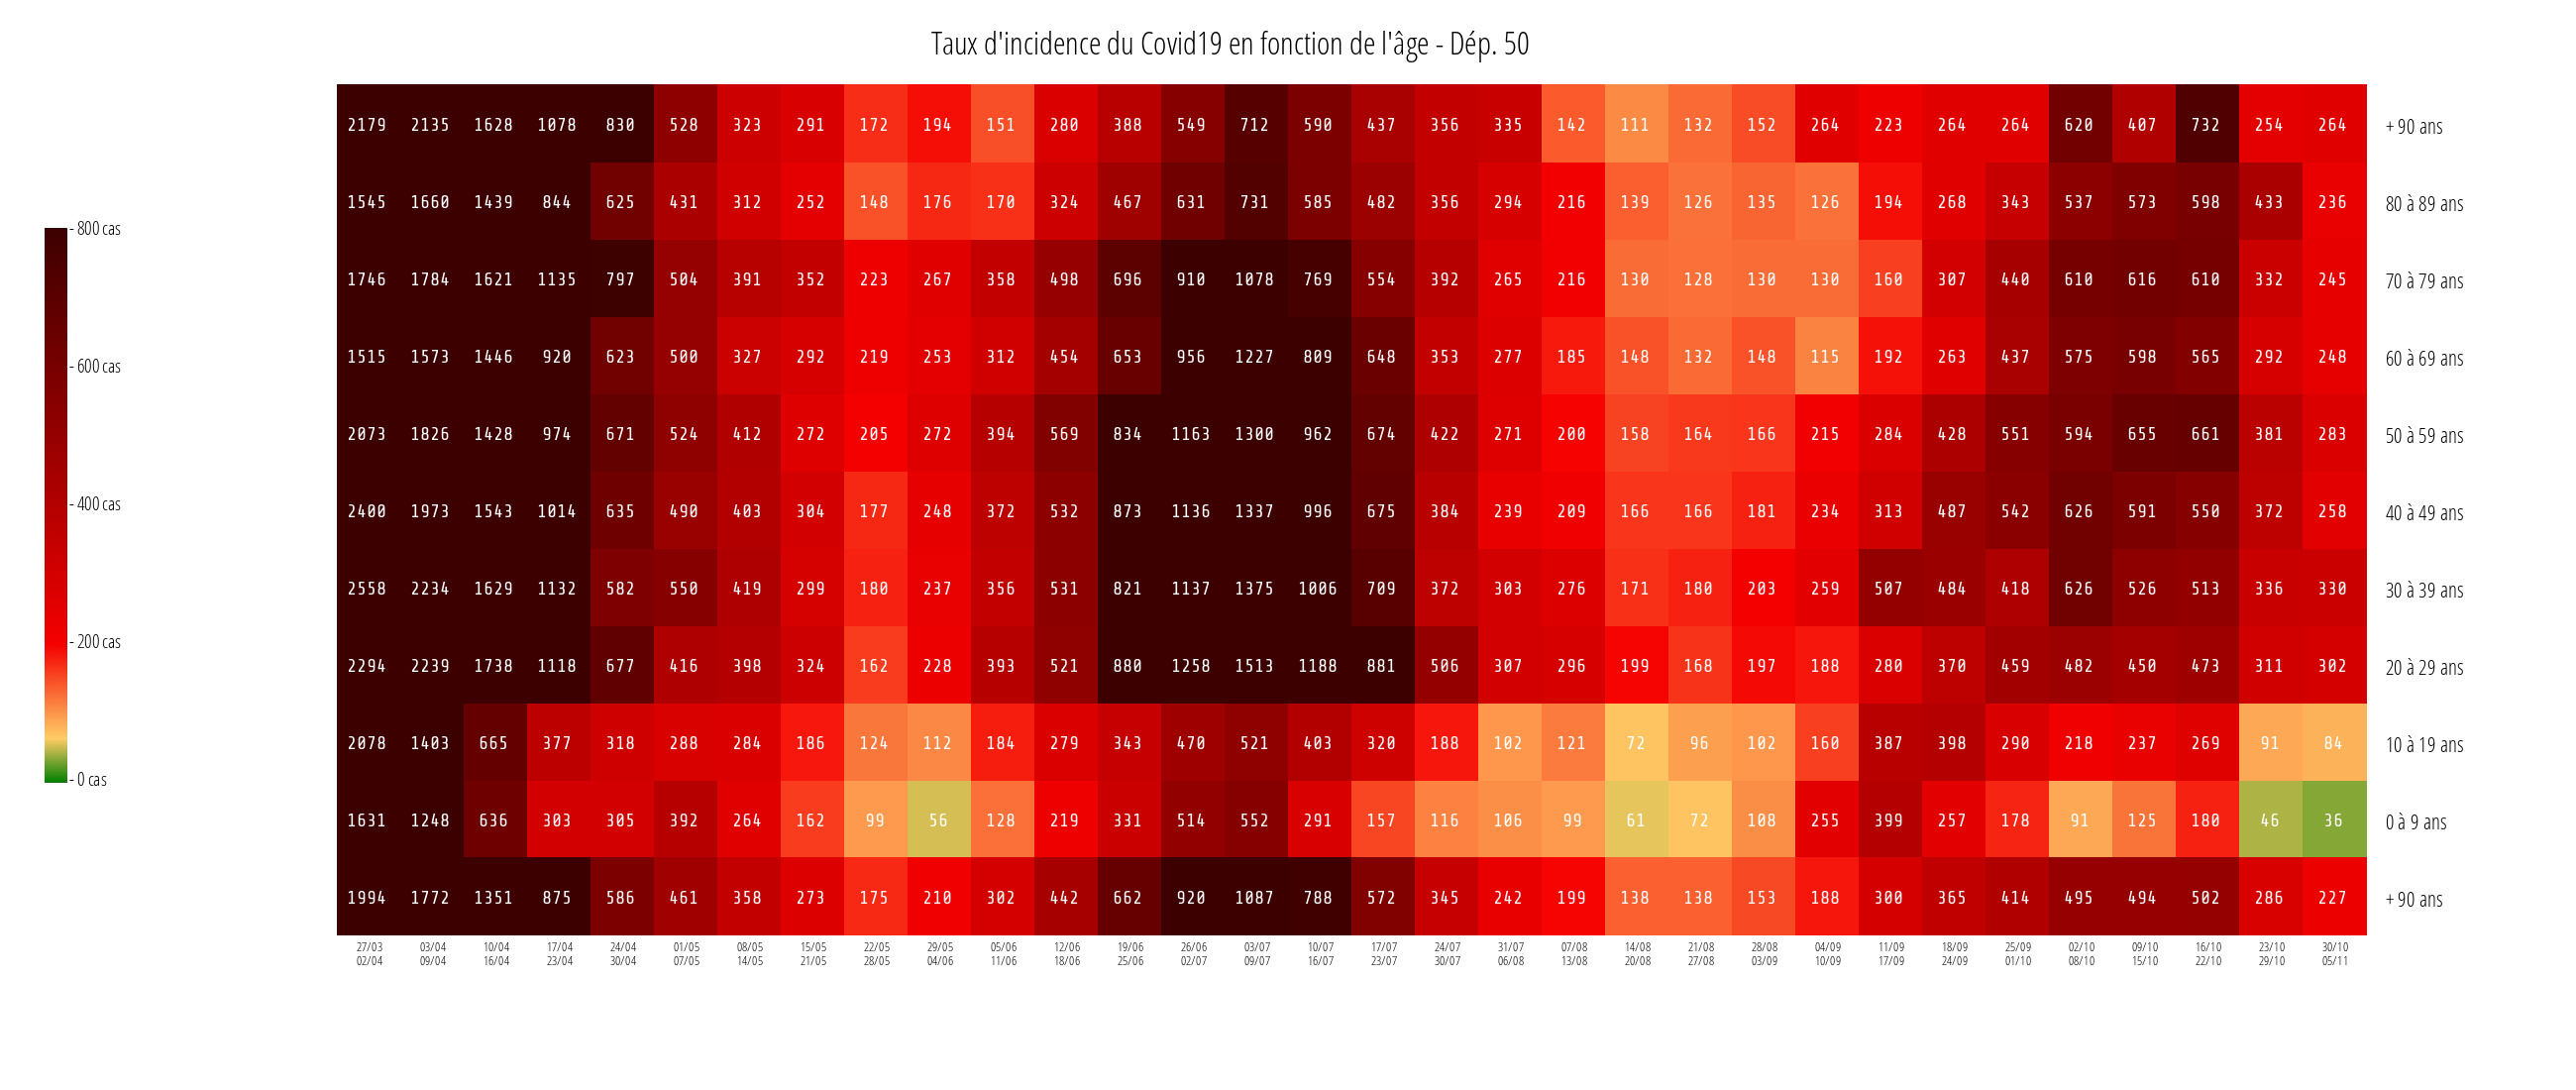 Taux d'incidence du Covid19 en fonction de l'âge - Dép. 50
- 800 cas
- 600 cas
- 400 cas
- 200 cas
- 0 cas
2179 2135 1628 1078 830 528 323 291 172 194 151 280 388 549 712 590 437 356 335 142 111 132 152 264 223 264 264 620 407 732 254 264 + 90 ans
1545 1660 1439 844 625 431 312 252 148 176 170 324 467 631 731 585 482 356 294 216 139 126 135 126 194 268 343 537 573 598 433 236 80 à 89 ans
1746 1784 1621 1135 797 504 391 352 223 267 358 498 696 910 1078 769 554 392 265 216 130 128 130 130 160 307 440 610 616 610 332 245 70 à 79 ans
1515 1573 1446 920 623 500 327 292 219 253 312 454 653 956 1227 809 648 353 277 185 148 132 148 115 192 263 437 575 598 565 292 248 60 à 69 ans
2073 1826 1428 974 671 524 412 272 205 272 394 569 834 1163 1300 962 674 422 271 200 158 164 166 215 284 428 551 594 655 661 381 283 50 à 59 ans
2400 1973 1543 1014 635 490 403 304 177 248 372 532 873 1136 1337 996 675 384 239 209 166 166 181 234 313 487 542 626 591 550 372 258 40 à 49 ans
2558 2234 1629 1132 582 550 419 299 180 237 356 531 821 1137 1375 1006 709 372 303 276 171 180 203 259 507 484 418 626 526 513 336 330 30 à 39 ans
2294 2239 1738 1118 677 416 398 324 162 228 393 521 880 1258 1513 1188 881 506 307 296 199 168 197 188 280 370 459 482 450 473 311 302 20 à 29 ans
2078 1403 665 377 318 288 284 186 124 112 184 279 343 470 521 403 320 188 102 121 72 96 102 160 387 398 290 218 237 269 91 84 10 à 19 ans
1631 1248 636 303 305 392 264 162 99 56 128 219 331 514 552 291 157 116 106 99 61 72 108 255 399 257 178 91 125 180 46 36 0 à 9 ans
1994 1772 1351 875 586 461 358 273 175 210 302 442 662 920 1087 788 572 345 242 199 138 138 153 188 300 365 414 495 494 502 286 227 + 90 ans
27/03 03/04 10/04 17/04 24/04 01/05 08/05 15/05 22/05 29/05 05/06 12/06 19/06 26/06 03/07 10/07 17/07 24/07 31/07 07/08 14/08 21/08 28/08 04/09 11/09 18/09 25/09 02/10 09/10 16/10 23/10 30/10
02/04 09/04 16/04 23/04 30/04 07/05 14/05 21/05 28/05 04/06 11/06 18/06 25/06 02/07 09/07 16/07 23/07 30/07 06/08 13/08 20/08 27/08 03/09 10/09 17/09 24/09 01/10 08/10 15/10 22/10 29/10 05/11